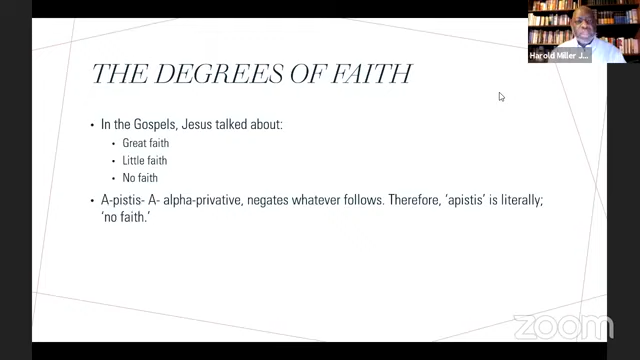 Harold Miller J...
THE DEGREES OF FAITH
• In the Gospels, Jesus talked about:
• Great faith
• Little faith
• No faith
• A-pistis- A- alpha-privative, negates whatever follows. Therefore, ‘apistis’ is literally;
‘no faith.’
zoom